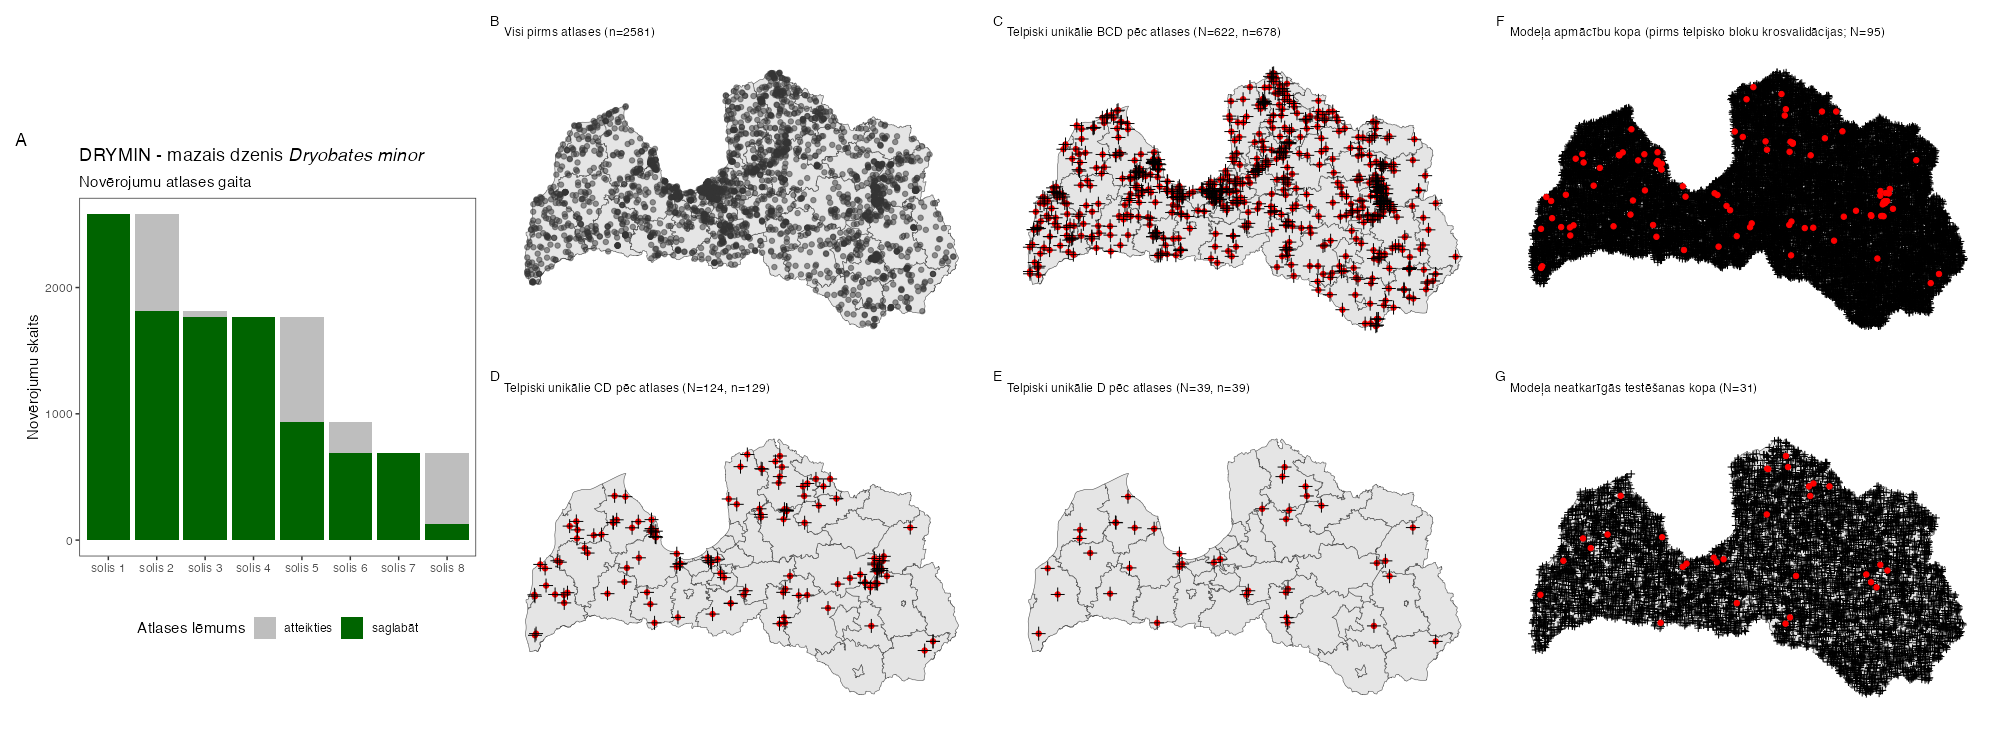 A
DRYMIN - mazais dzenis Dryobates minor
Novērojumu atlases gaita
Novērojumu skaits
2000
1000
0
solis 1 solis 2 solis 3 solis 4 solis 5 solis 6 solis 7 solis 8
Atlases lēmums atteikties saglabāt
B
Visi pirms atlases (n=2581)
C
Telpiski unikālie BCD pēc atlases (N=622, n=678)
F
Modeļa apmācību kopa (pirms telpisko bloku krosvalidācijas; N=95)
D
Telpiski unikālie CD pēc atlases (N=124, n=129)
E
Telpiski unikālie D pēc atlases (N=39, n=39)
G
Modeļa neatkarīgās testēšanas kopa (N=31)